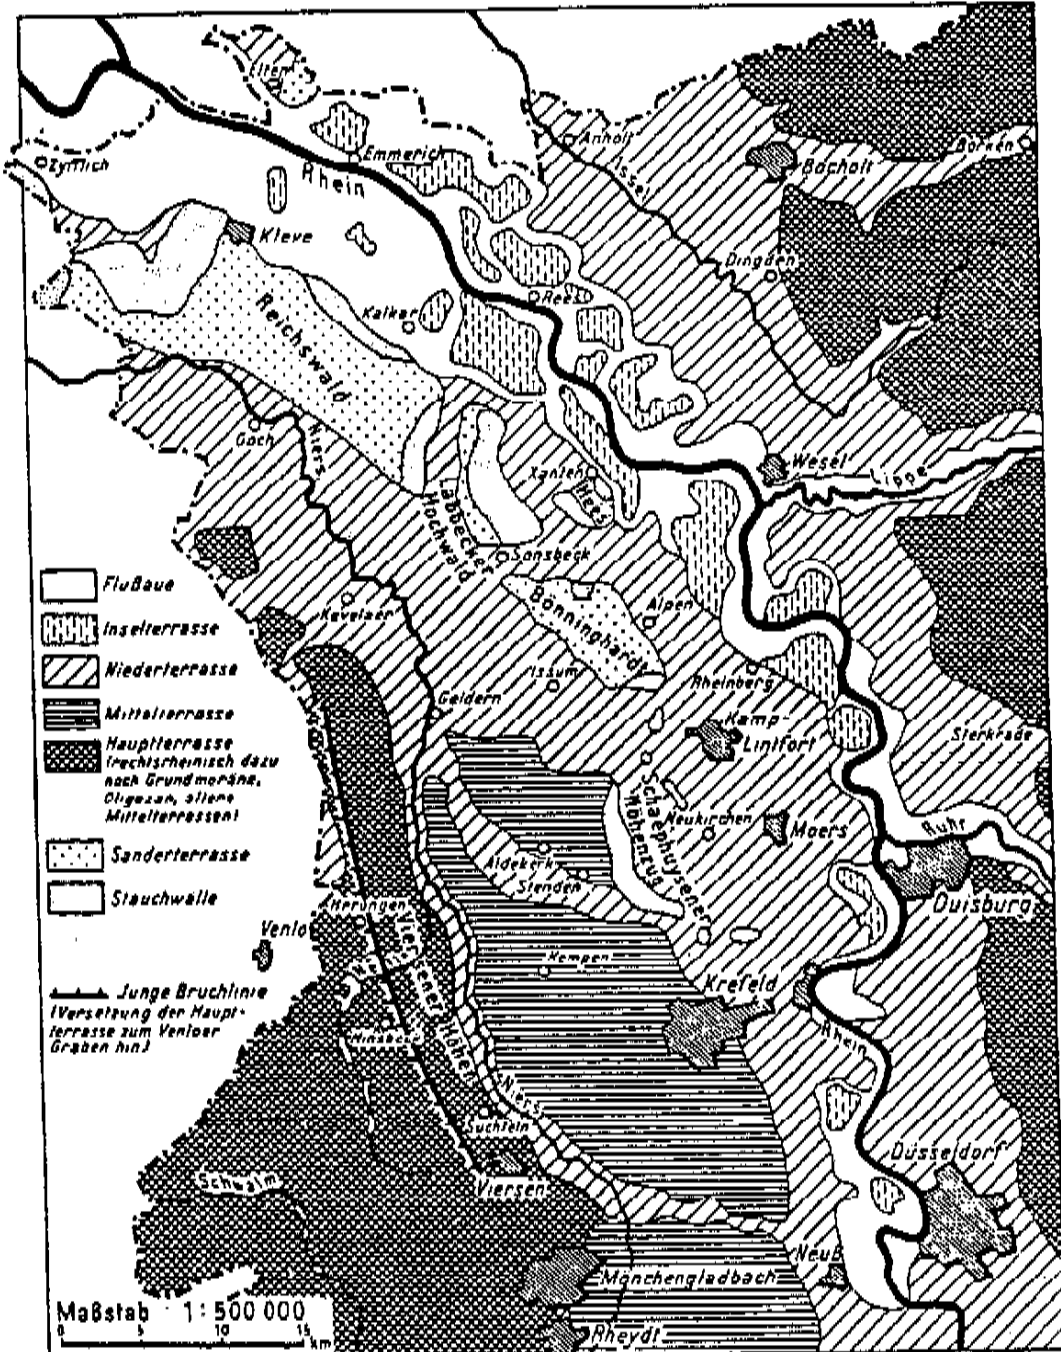 Elten
Anholt
Borken
Zyfflich
Emmerich
Issel
Bocholt
Rhein
Kleve
Dingden
Rees
Kalkar
Reichswald
Goch
Niers
Wesel
Lippe
Xanten
Hees
Labbecker
Hochwald
Sonsbeck
Flußaue
Bönninghardt
Kevelaer
Alpen
Inselterrasse
Niederterrasse
Issum
Rheinberg
Geldern
Mittelterrasse
Kamp-
Lintfort
Sterkrade
Hauptterrasse
(rechtsrheinisch dazu
noch Grundmoräne,
Oligozän, ältere
Mittelterrassen)
Schaephuysener
Höhenzug
Neukirchen
Moers
Ruhr
Sanderterrasse
Aldekerk
Stenden
Stauchwälle
Duisburg
Herungen
Venlo
Viersener Höhen
Kempen
Krefeld
Junge Bruchlinie
(Versetzung der Haupt-
terrasse zum Venloer
Graben hin)
Hinsbeck
Rhein
Niers
Süchteln
Düsseldorf
Schwalm
Viersen
Neuß
Mönchengladbach
Maßstab 1:500 000
0 5 10 15 km
Rheydt